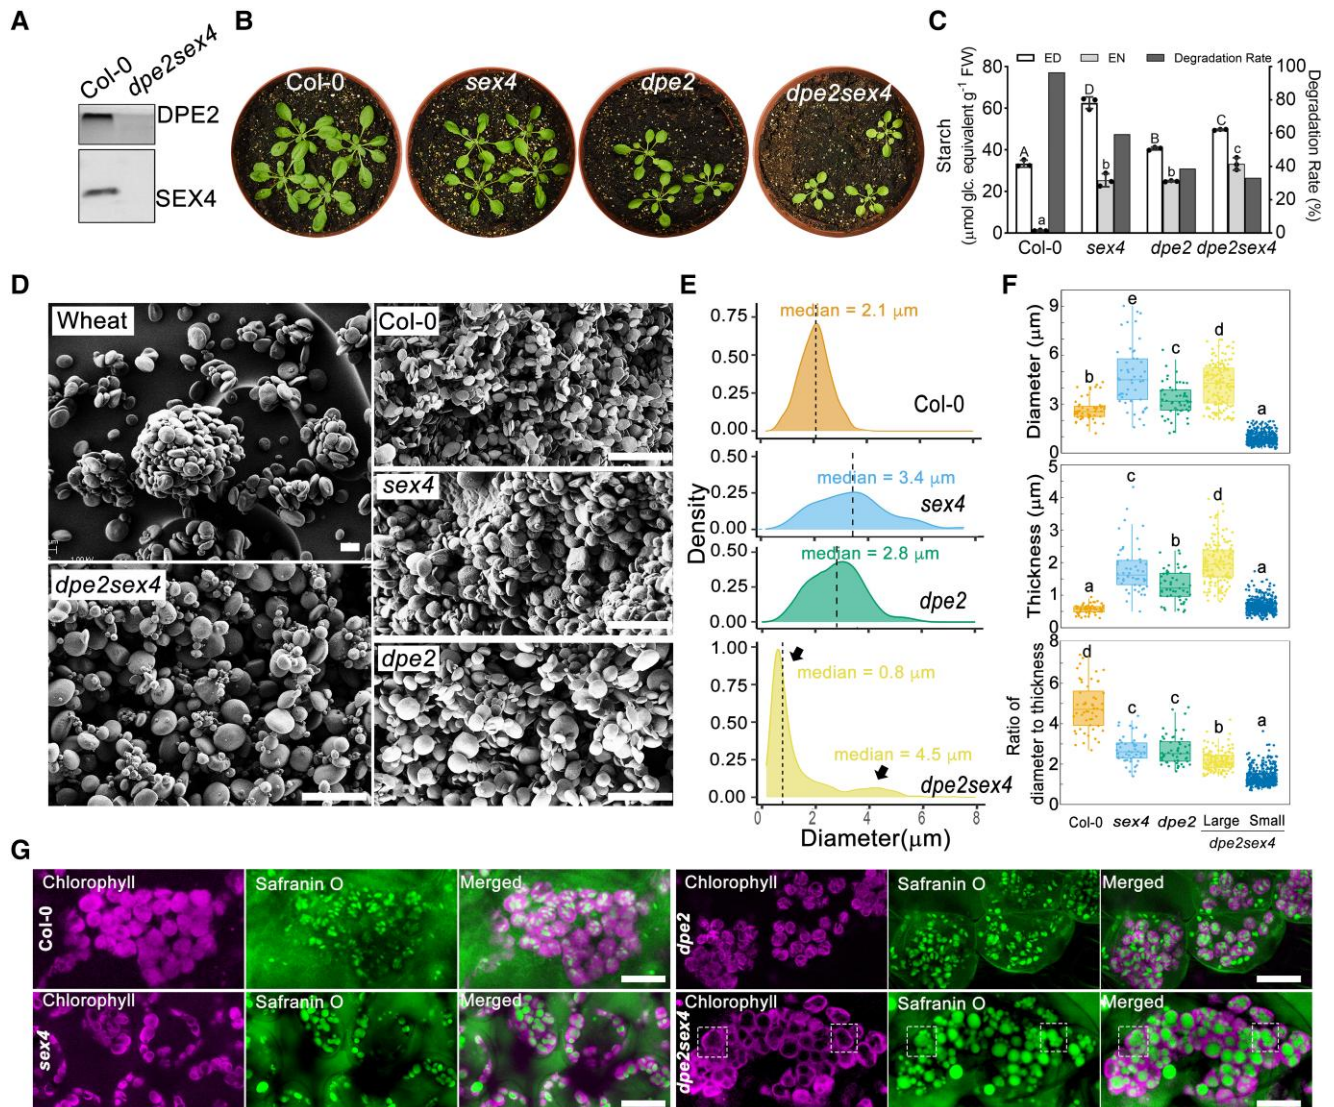 A
Col-0
dpe2sex4
DPE2
SEX4
B
Col-0
sex4
dpe2
dpe2sex4
C
ED
EN
Degradation Rate
80
60
40
20
0
Starch
(µmol glc. equivalent g⁻¹ FW)
100
80
60
40
20
0
Degradation Rate (%)
A
a
D
b
B
b
C
c
Col-0
sex4
dpe2
dpe2sex4
D
Wheat
dpe2sex4
Col-0
sex4
dpe2
E
Density
0.75
0.50
0.25
0.00
median = 2.1 µm
Col-0
0.50
0.25
0.00
median = 3.4 µm
sex4
0.50
0.25
0.00
median = 2.8 µm
dpe2
1.00
0.75
0.50
0.25
0.00
median = 0.8 µm
median = 4.5 µm
dpe2sex4
0
2
4
6
8
Diameter(µm)
F
Diameter (µm)
9
6
3
0
b
e
c
d
a
Thickness (µm)
5
4
3
2
1
0
a
c
b
d
a
Ratio of
diameter to thickness
8
6
4
2
0
d
c
c
b
a
Col-0
sex4
dpe2
Large
Small
dpe2sex4
G
Col-0
Chlorophyll
Safranin O
Merged
dpe2
Chlorophyll
Safranin O
Merged
sex4
Chlorophyll
Safranin O
Merged
dpe2sex4
Chlorophyll
Safranin O
Merged